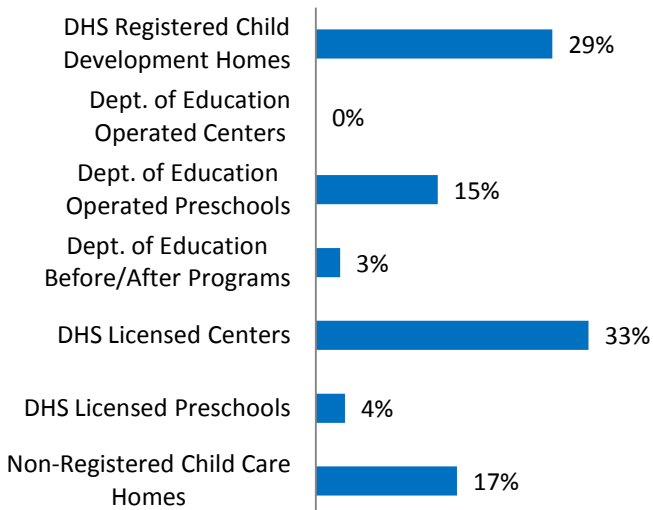 DHS Registered Child
Development Homes
29%
Dept. of Education
Operated Centers
0%
Dept. of Education
Operated Preschools
15%
Dept. of Education
Before/After Programs
3%
DHS Licensed Centers
33%
DHS Licensed Preschools
4%
Non-Registered Child Care
Homes
17%